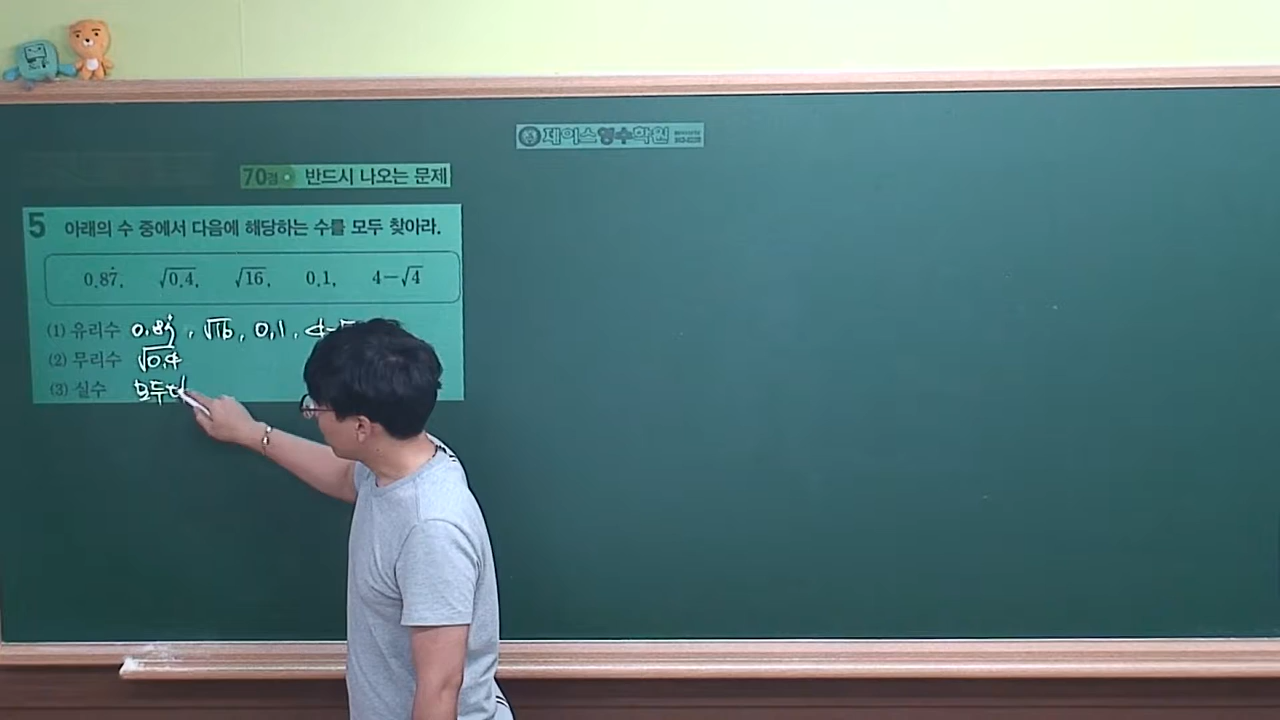 제이스영수학원
70점 반드시 나오는 문제
5 아래의 수 중에서 다음에 해당하는 수를 모두 찾아라.
0.87̇, √0.4, √16, 0.1, 4-√4
(1) 유리수 0.87̇, √16, 0.1, 4-√
(2) 무리수 √0.4
(3) 실수 모두다